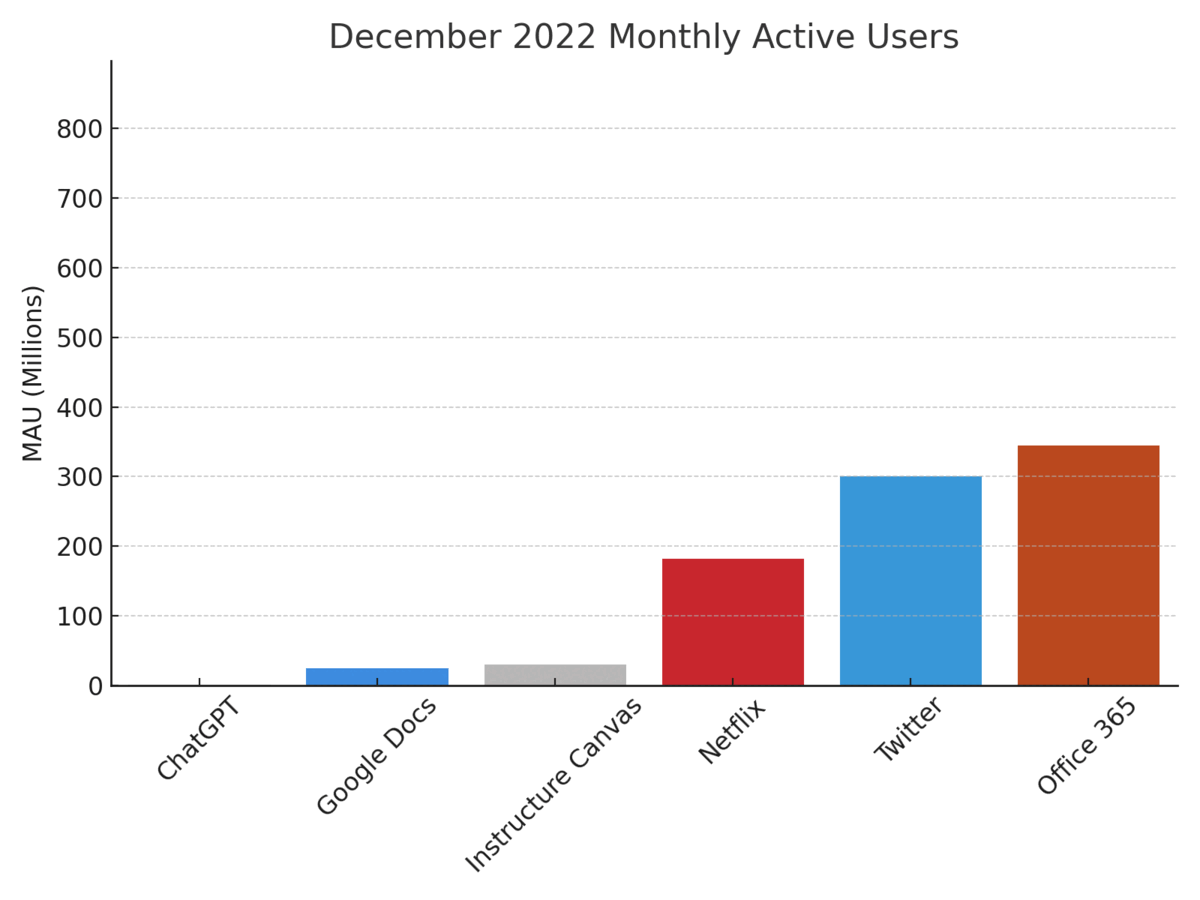 December 2022 Monthly Active Users
MAU (Millions)
800
700
600
500
400
300
200
100
0
ChatGPT
Google Docs
Instructure Canvas
Netflix
Twitter
Office 365